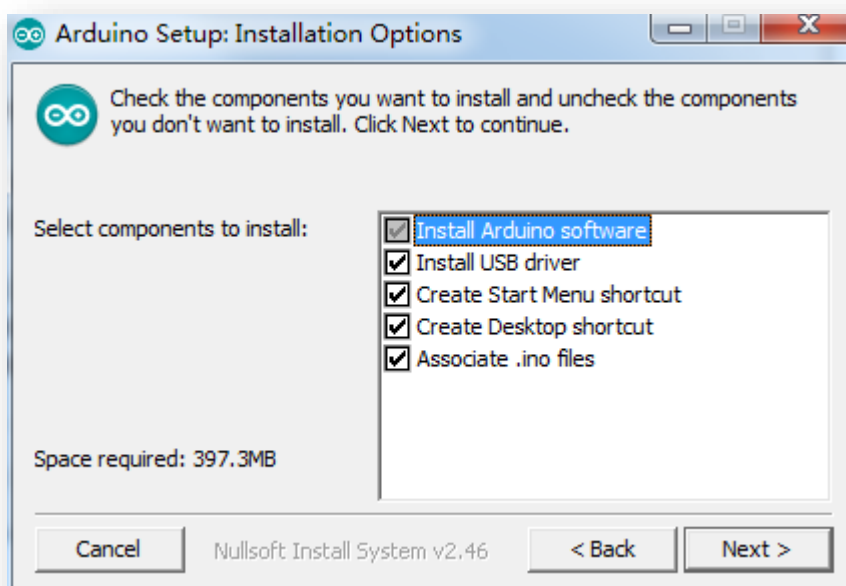 Arduino Setup: Installation Options
Check the components you want to install and uncheck the components
you don't want to install. Click Next to continue.
Select components to install:
Install Arduino software
Install USB driver
Create Start Menu shortcut
Create Desktop shortcut
Associate .ino files
Space required: 397.3MB
Cancel
Nullsoft Install System v2.46
< Back
Next >